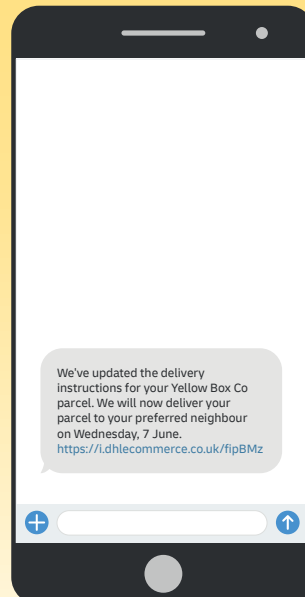 We've updated the delivery
instructions for your Yellow Box Co
parcel. We will now deliver your
parcel to your preferred neighbour
on Wednesday, 7 June.
https://i.dhlecommerce.co.uk/fipBMz